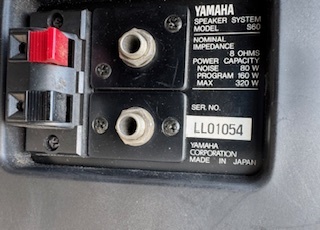 YAMAHA
SPEAKER SYSTEM
MODEL S60
NOMINAL
IMPEDANCE
8 OHMS
POWER CAPACITY
NOISE 80 W
PROGRAM 160 W
MAX 320 W
SER. NO.
LL01054
YAMAHA
CORPORATION
MADE IN JAPAN